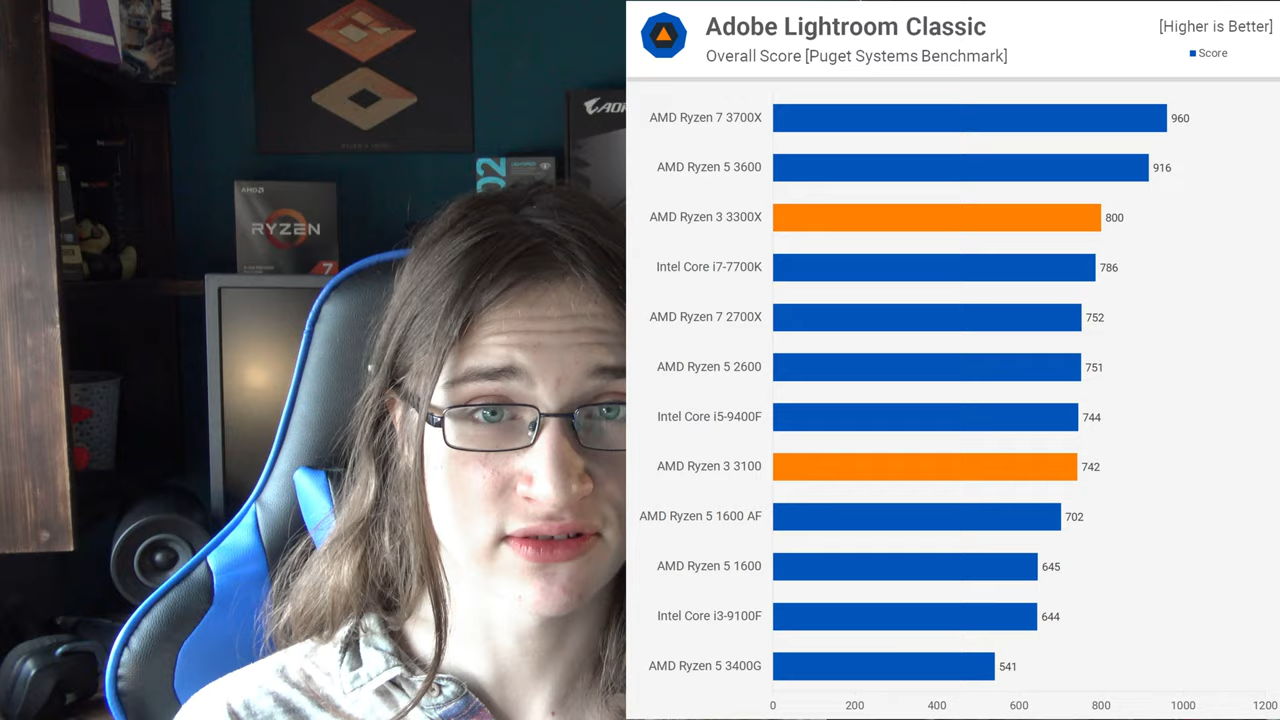 AMD
RYZEN
7
AOR
02
Adobe Lightroom Classic
[Higher is Better]
Overall Score [Puget Systems Benchmark]
Score
AMD Ryzen 7 3700X 960
AMD Ryzen 5 3600 916
AMD Ryzen 3 3300X 800
Intel Core i7-7700K 786
AMD Ryzen 7 2700X 752
AMD Ryzen 5 2600 751
Intel Core i5-9400F 744
AMD Ryzen 3 3100 742
AMD Ryzen 5 1600 AF 702
AMD Ryzen 5 1600 645
Intel Core i3-9100F 644
AMD Ryzen 5 3400G 541
0 200 400 600 800 1000 1200